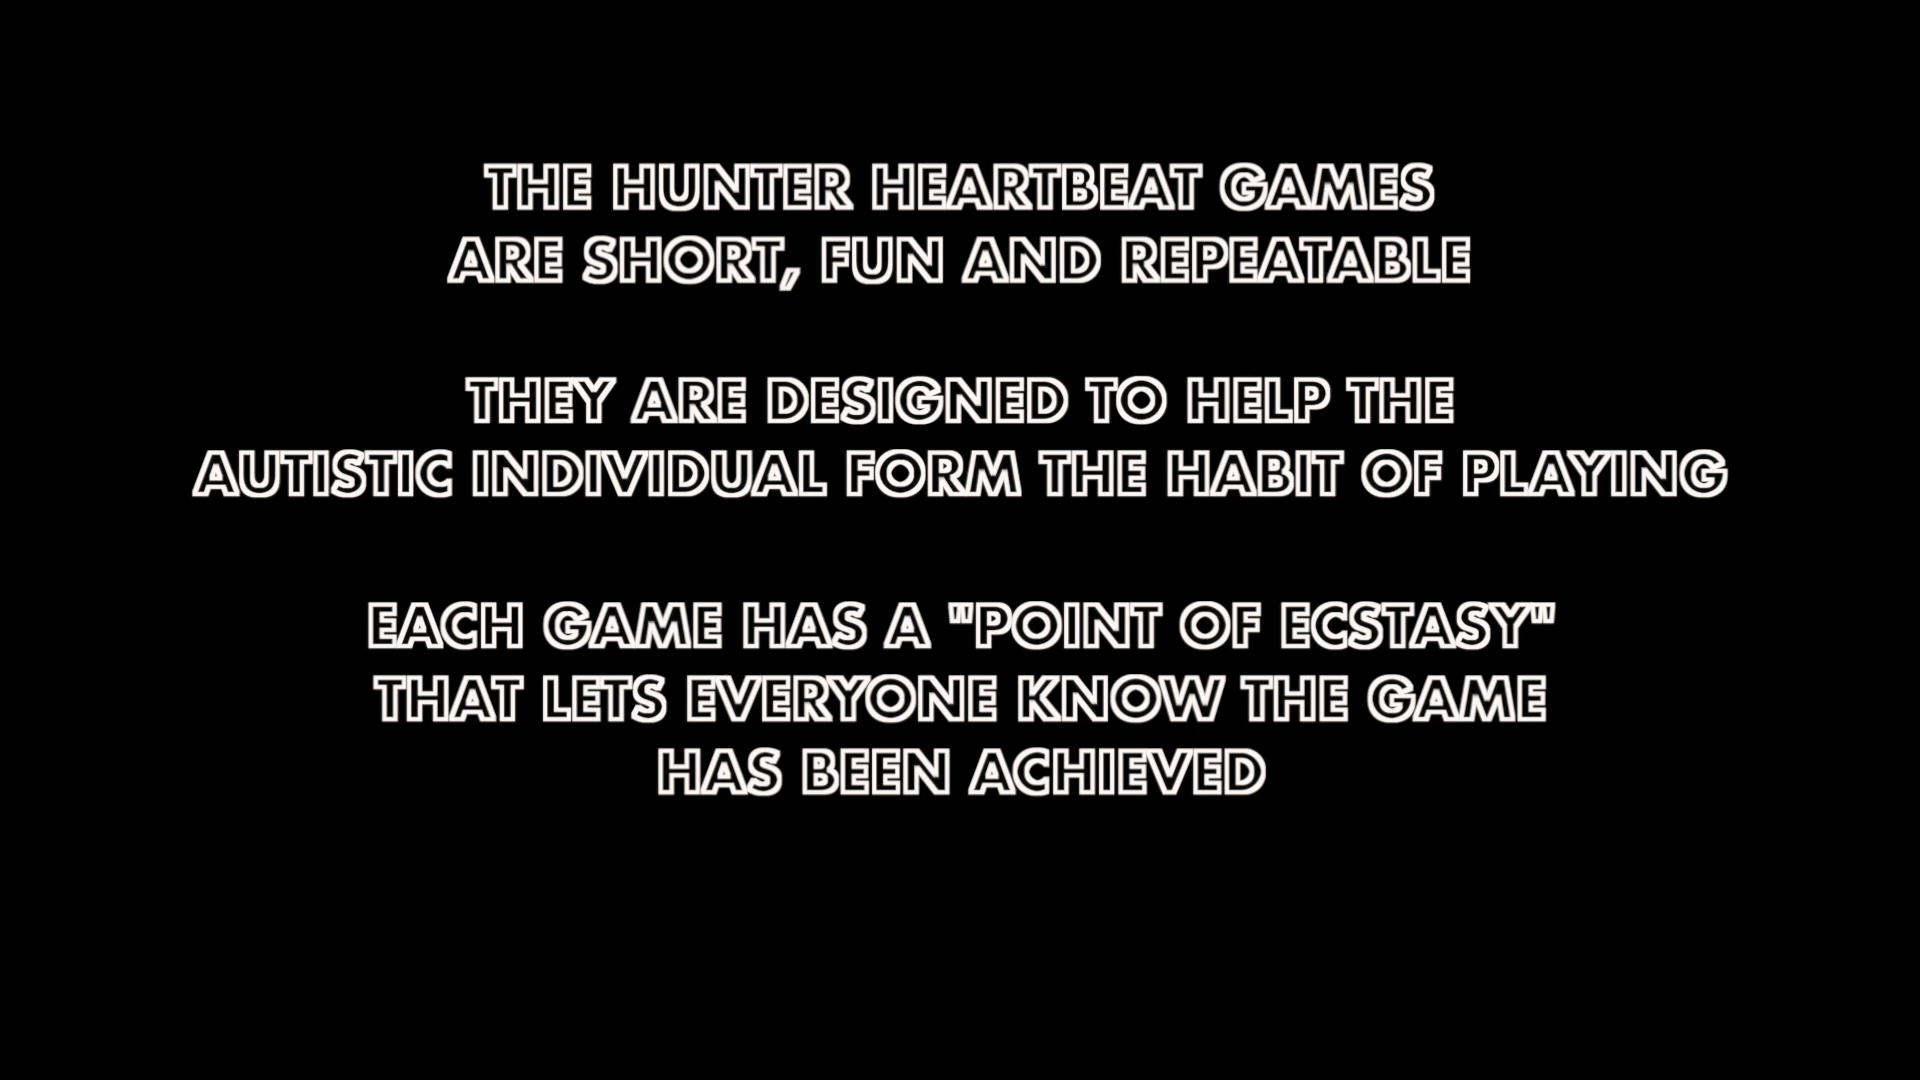 THE HUNTER HEARTBEAT GAMES
ARE SHORT, FUN AND REPEATABLE
THEY ARE DESIGNED TO HELP THE
AUTISTIC INDIVIDUAL FORM THE HABIT OF PLAYING
EACH GAME HAS A "POINT OF ECSTASY"
THAT LETS EVERYONE KNOW THE GAME
HAS BEEN ACHIEVED